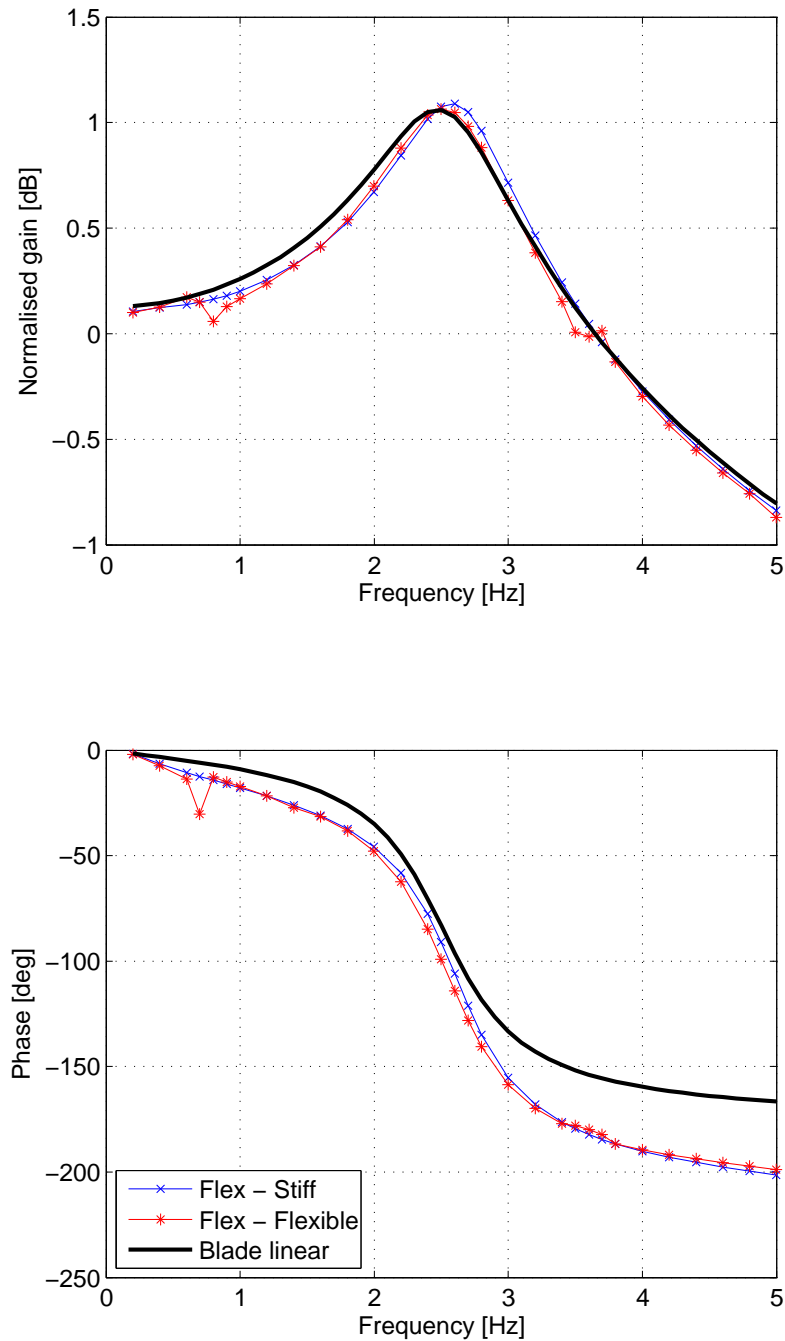 1.5
1
0.5
0
−0.5
−1
Normalised gain [dB]
0 1 2 3 4 5
Frequency [Hz]
0
−50
−100
−150
−200
−250
Phase [deg]
Flex − Stiff
Flex − Flexible
Blade linear
0 1 2 3 4 5
Frequency [Hz]